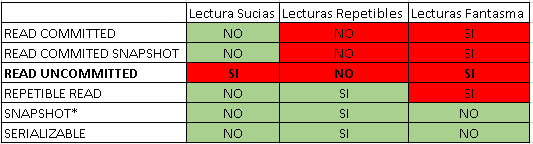 Lectura Sucias Lecturas Repetibles Lecturas Fantasma
READ COMMITTED NO NO SI
READ COMMITED SNAPSHOT NO NO SI
READ UNCOMMITTED SI NO SI
REPETIBLE READ NO SI SI
SNAPSHOT* NO SI NO
SERIALIZABLE NO SI NO